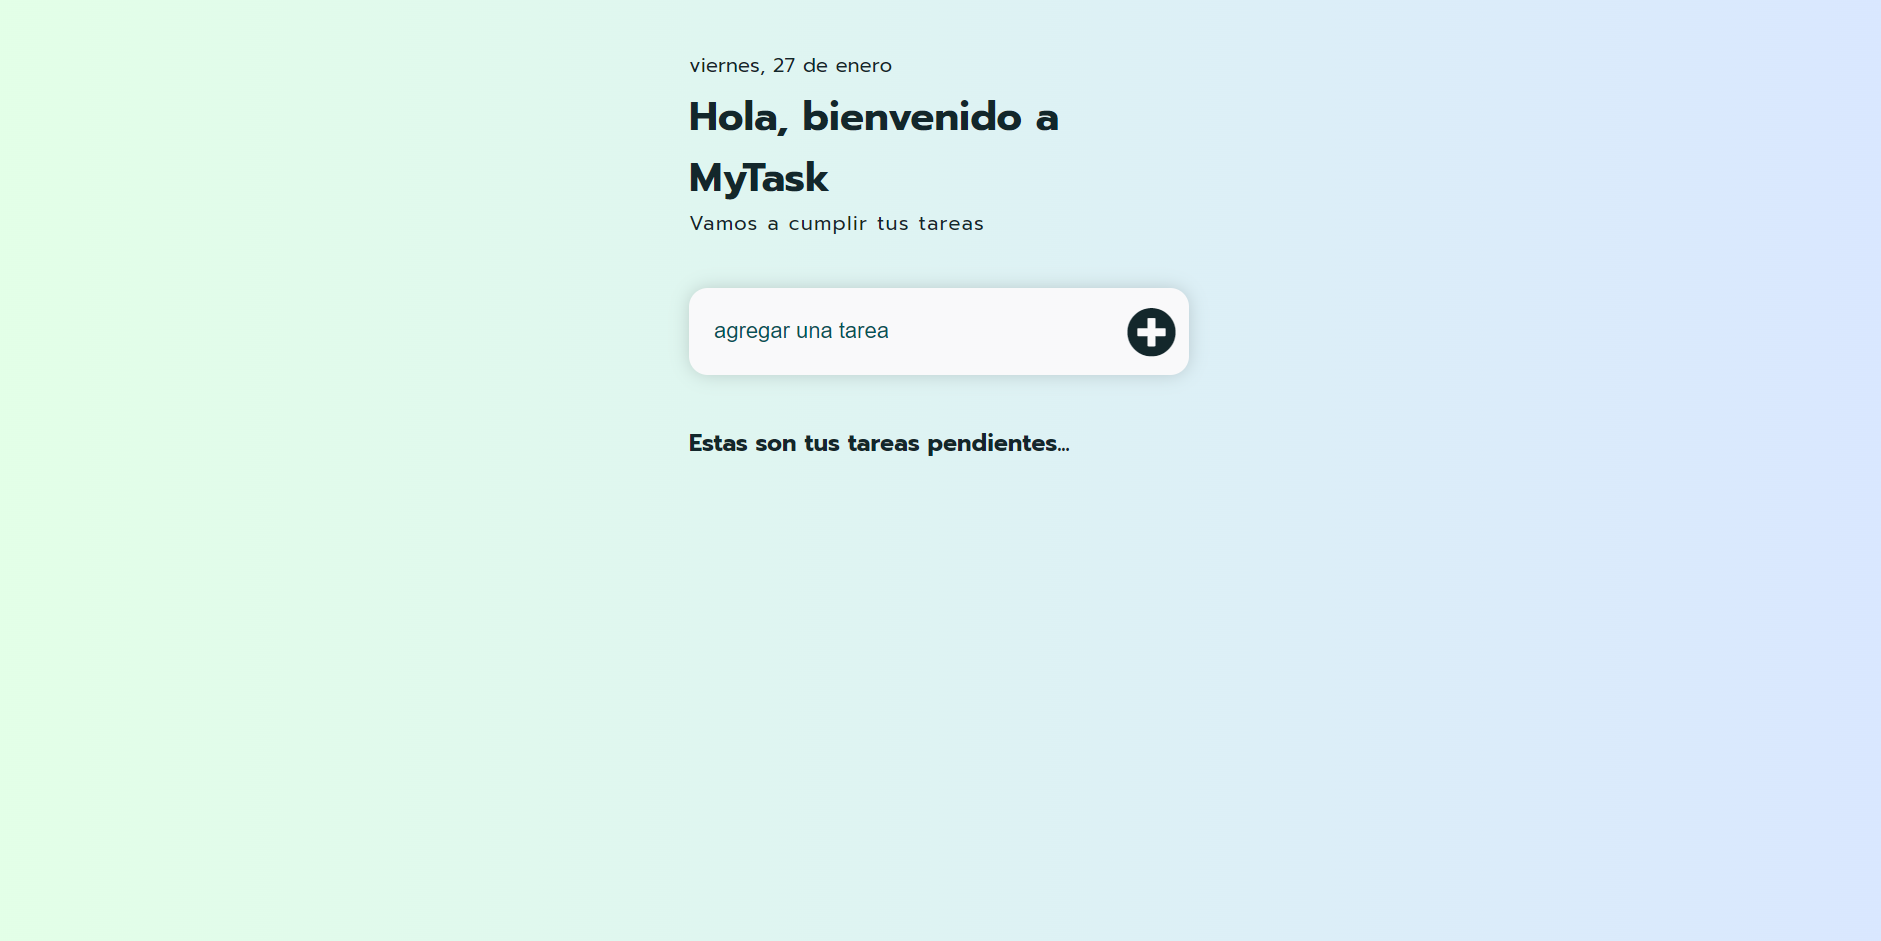 viernes, 27 de enero
Hola, bienvenido a
MyTask
Vamos a cumplir tus tareas
agregar una tarea
Estas son tus tareas pendientes...